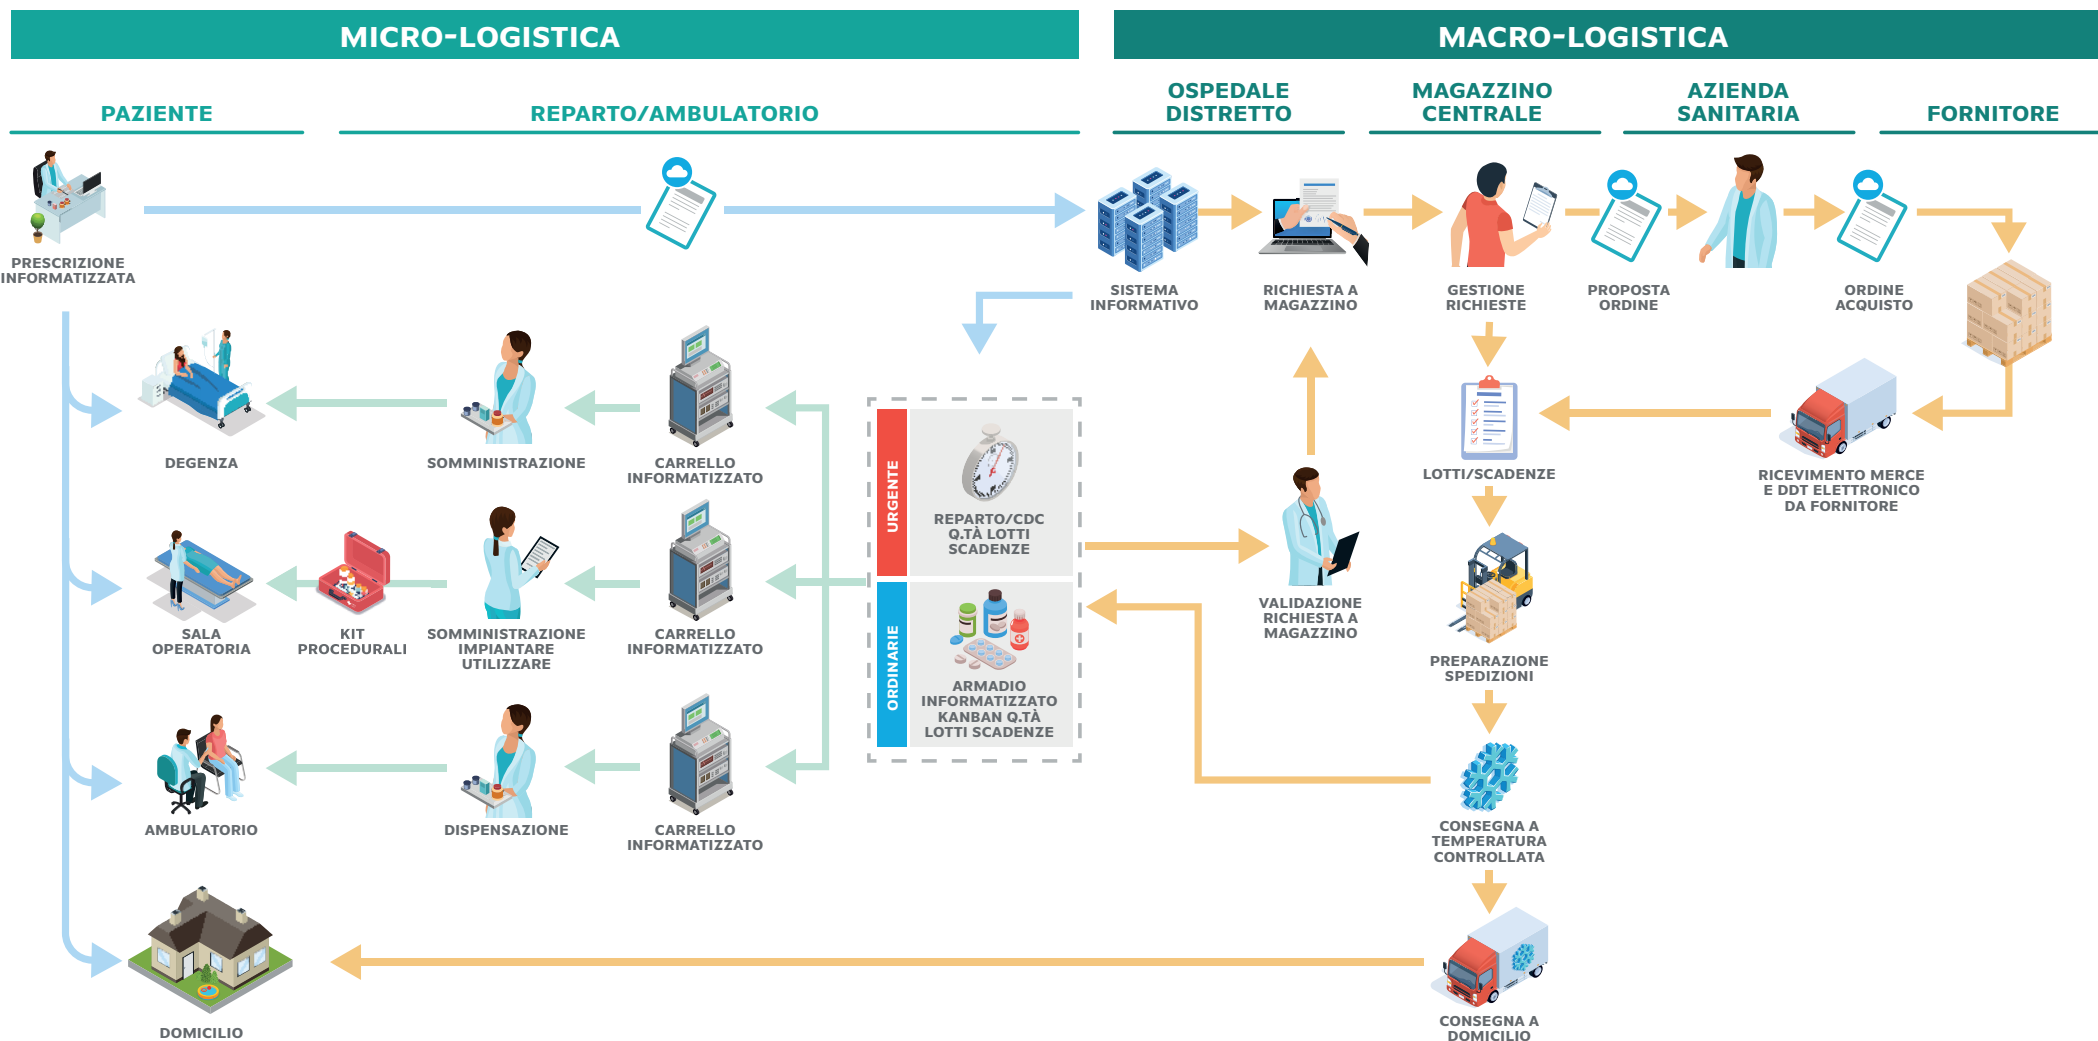 MICRO-LOGISTICA
MACRO-LOGISTICA
PAZIENTE
REPARTO/AMBULATORIO
OSPEDALE
DISTRETTO
MAGAZZINO
CENTRALE
AZIENDA
SANITARIA
FORNITORE
PRESCRIZIONE
INFORMATIZZATA
SISTEMA
INFORMATIVO
RICHIESTA A
MAGAZZINO
GESTIONE
RICHIESTE
PROPOSTA
ORDINE
ORDINE
ACQUISTO
DEGENZA
SOMMINISTRAZIONE
CARRELLO
INFORMATIZZATO
URGENTE
REPARTO/CDC
Q.TÀ LOTTI
SCADENZE
LOTTI/SCADENZE
RICEVIMENTO MERCE
E DDT ELETTRONICO
DA FORNITORE
SALA
OPERATORIA
KIT
PROCEDURALI
SOMMINISTRAZIONE
IMPIANTARE
UTILIZZARE
CARRELLO
INFORMATIZZATO
ORDINARIE
ARMADIO
INFORMATIZZATO
KANBAN Q.TÀ
LOTTI SCADENZE
VALIDAZIONE
RICHIESTA A
MAGAZZINO
PREPARAZIONE
SPEDIZIONI
AMBULATORIO
DISPENSAZIONE
CARRELLO
INFORMATIZZATO
CONSEGNA A
TEMPERATURA
CONTROLLATA
DOMICILIO
CONSEGNA A
DOMICILIO